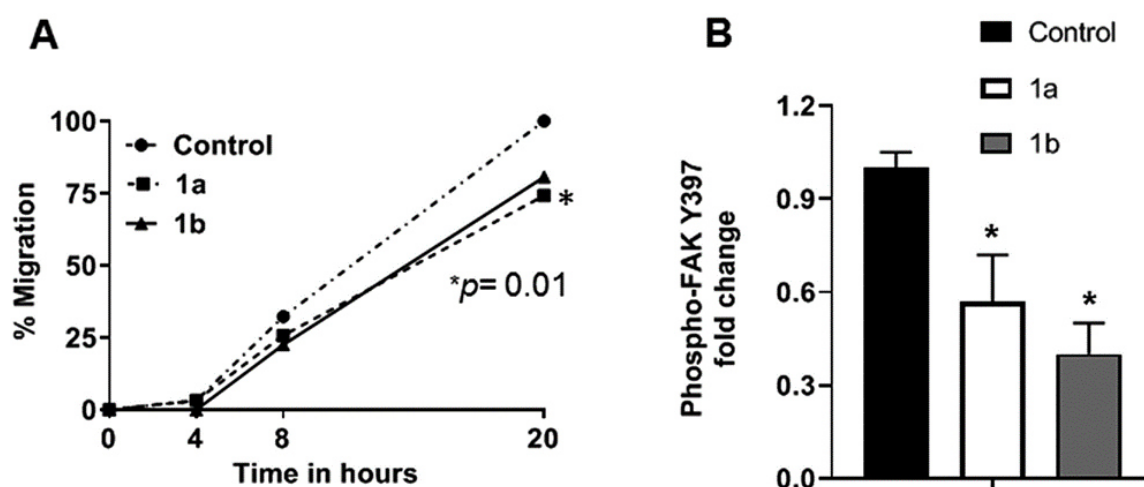 A
100
75
50
25
0
% Migration
Control
1a
1b
*
*p= 0.01
0 4 8 20
Time in hours
B
Control
1a
1b
1.2
0.9
0.6
0.3
0.0
Phospho-FAK Y397
fold change
*
*